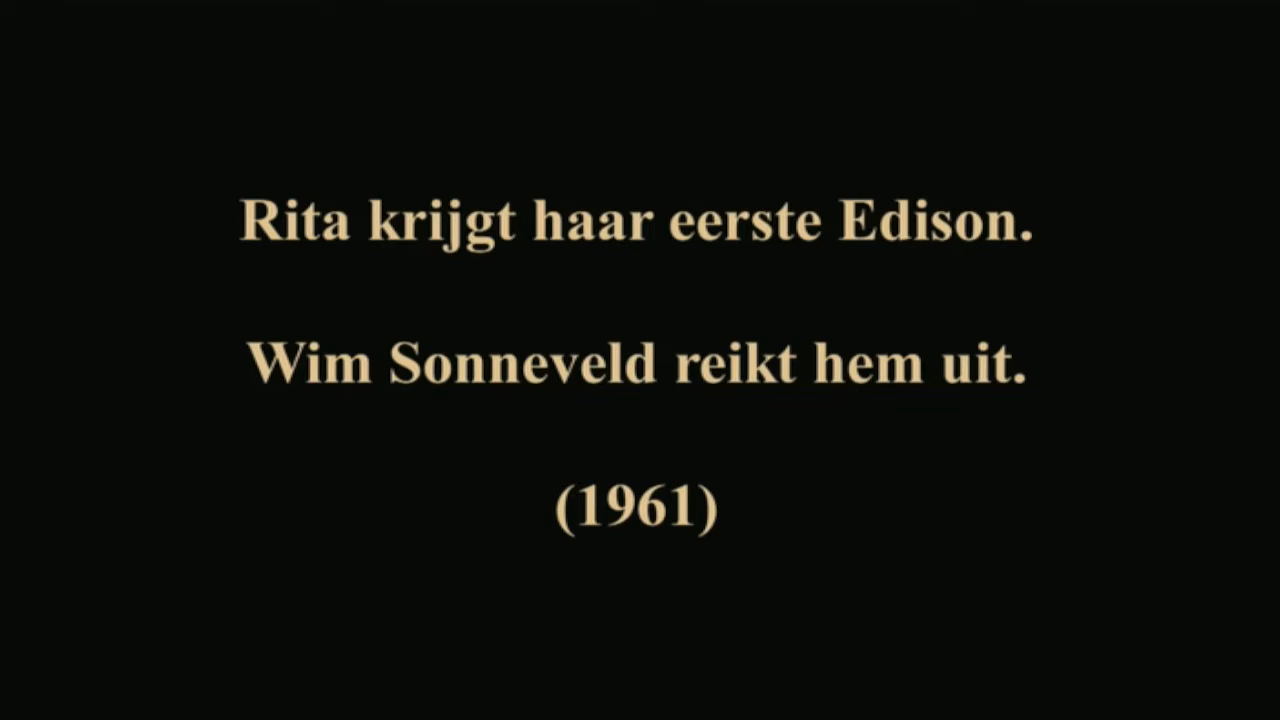 Rita krijgt haar eerste Edison.
Wim Sonneveld reikt hem uit.
(1961)